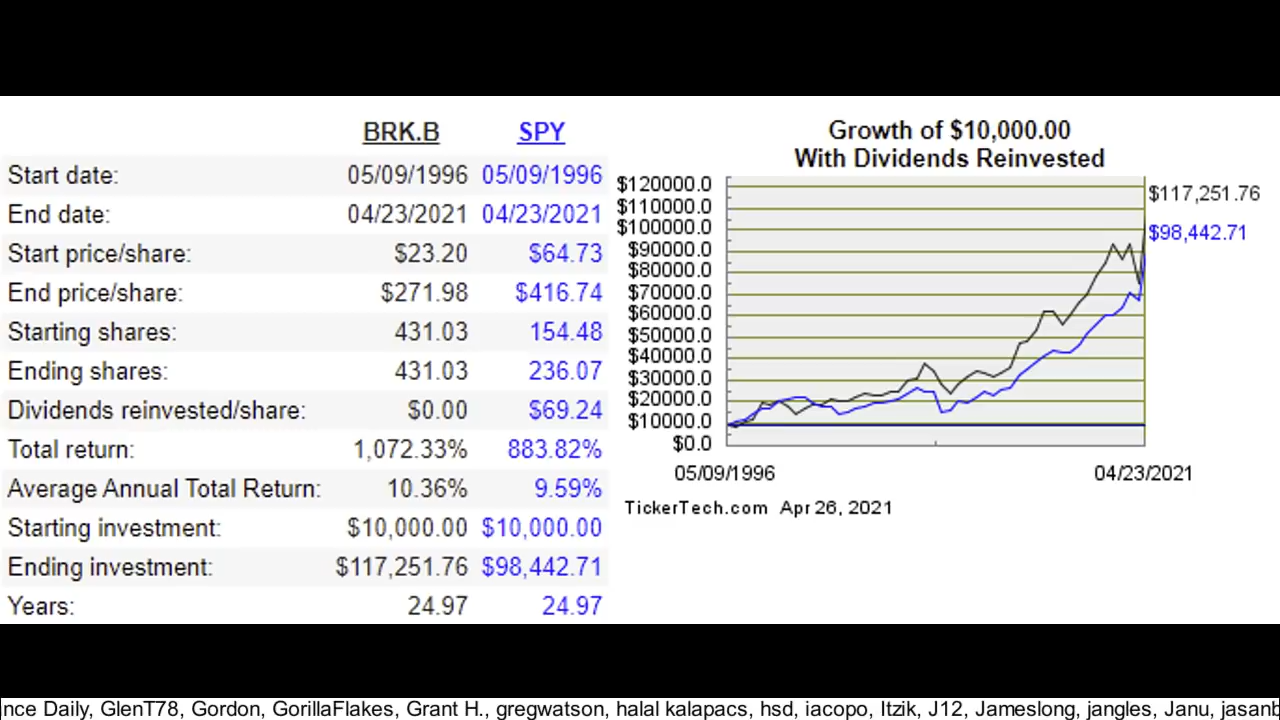 BRK.B SPY
Start date: 05/09/1996 05/09/1996
End date: 04/23/2021 04/23/2021
Start price/share: $23.20 $64.73
End price/share: $271.98 $416.74
Starting shares: 431.03 154.48
Ending shares: 431.03 236.07
Dividends reinvested/share: $0.00 $69.24
Total return: 1,072.33% 883.82%
Average Annual Total Return: 10.36% 9.59%
Starting investment: $10,000.00 $10,000.00
Ending investment: $117,251.76 $98,442.71
Years: 24.97 24.97
Growth of $10,000.00
With Dividends Reinvested
$120000.0
$117,251.76
$110000.0
$100000.0
$98,442.71
$90000.0
$80000.0
$70000.0
$60000.0
$50000.0
$40000.0
$30000.0
$20000.0
$10000.0
$0.0
05/09/1996 04/23/2021
TickerTech.com Apr 26, 2021
nce Daily, GlenT78, Gordon, GorillaFlakes, Grant H., gregwatson, halal kalapacs, hsd, iacopo, Itzik, J12, Jameslong, jangles, Janu, jasanb